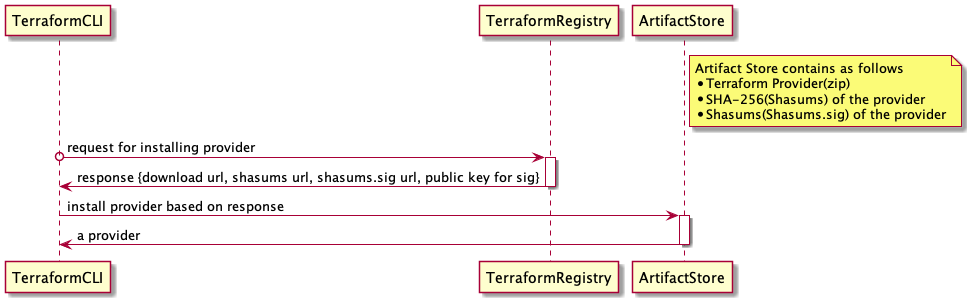 TerraformCLI
TerraformRegistry
ArtifactStore
Artifact Store contains as follows
• Terraform Provider(zip)
• SHA-256(Shasums) of the provider
• Shasums(Shasums.sig) of the provider
request for installing provider
response {download url, shasums url, shasums.sig url, public key for sig}
install provider based on response
a provider
TerraformCLI
TerraformRegistry
ArtifactStore